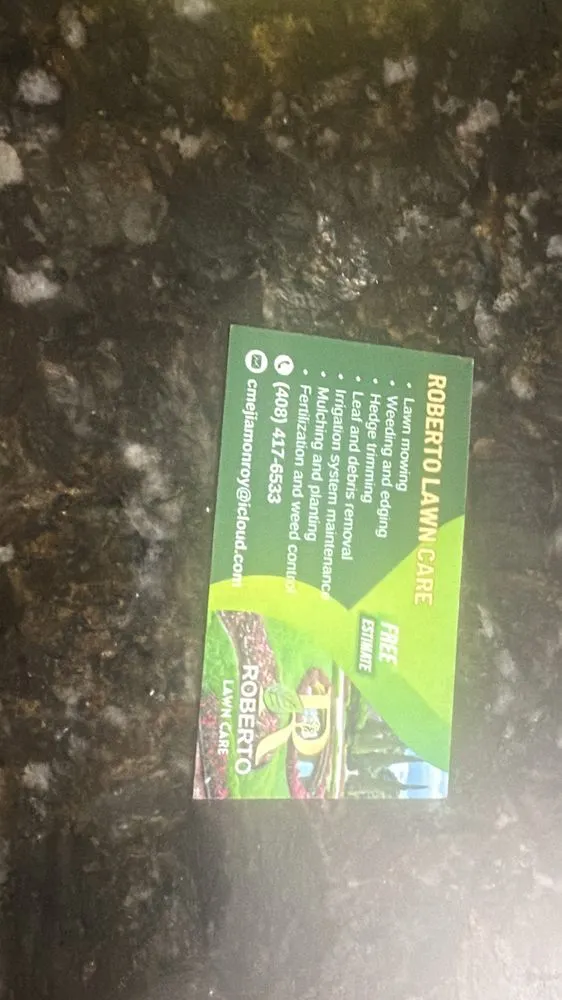 ROBERTO LAWN CARE
• Lawn mowing
• Weeding and edging
• Hedge trimming
• Leaf and debris removal
• Irrigation system maintenance
• Mulching and planting
• Fertilization and weed control
(408) 417-6533
cmejiamonroy@icloud.com
FREE
ESTIMATE
R
ROBERTO
LAWN CARE